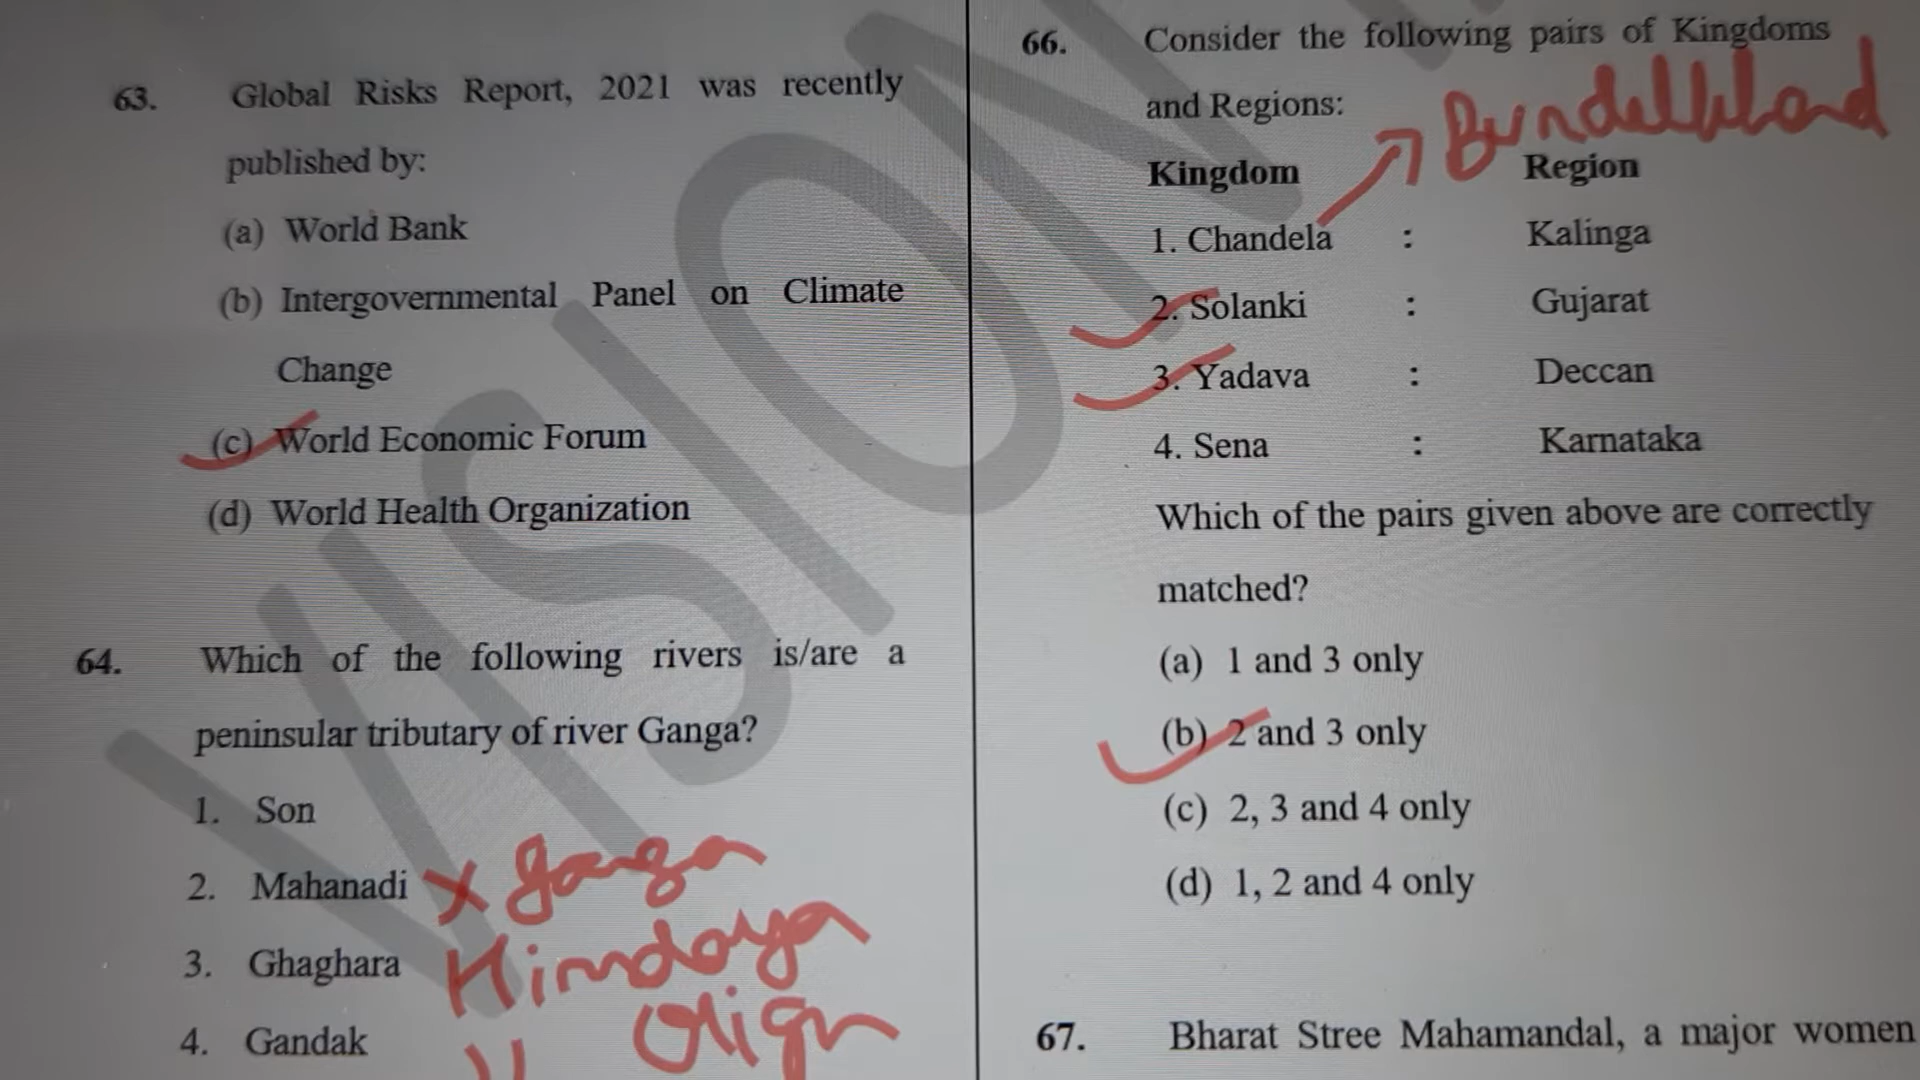 63. Global Risks Report, 2021 was recently
published by:
(a) World Bank
(b) Intergovernmental Panel on Climate
Change
(c) World Economic Forum
(d) World Health Organization
64. Which of the following rivers is/are a
peninsular tributary of river Ganga?
1. Son
2. Mahanadi X Ganga
3. Ghaghara Himalaya
Origin
4. Gandak
66. Consider the following pairs of Kingdoms
and Regions:
Bundelkhand
Kingdom Region
1. Chandela : Kalinga
2. Solanki : Gujarat
3. Yadava : Deccan
4. Sena : Karnataka
Which of the pairs given above are correctly
matched?
(a) 1 and 3 only
(b) 2 and 3 only
(c) 2, 3 and 4 only
(d) 1, 2 and 4 only
67. Bharat Stree Mahamandal, a major women
VISION